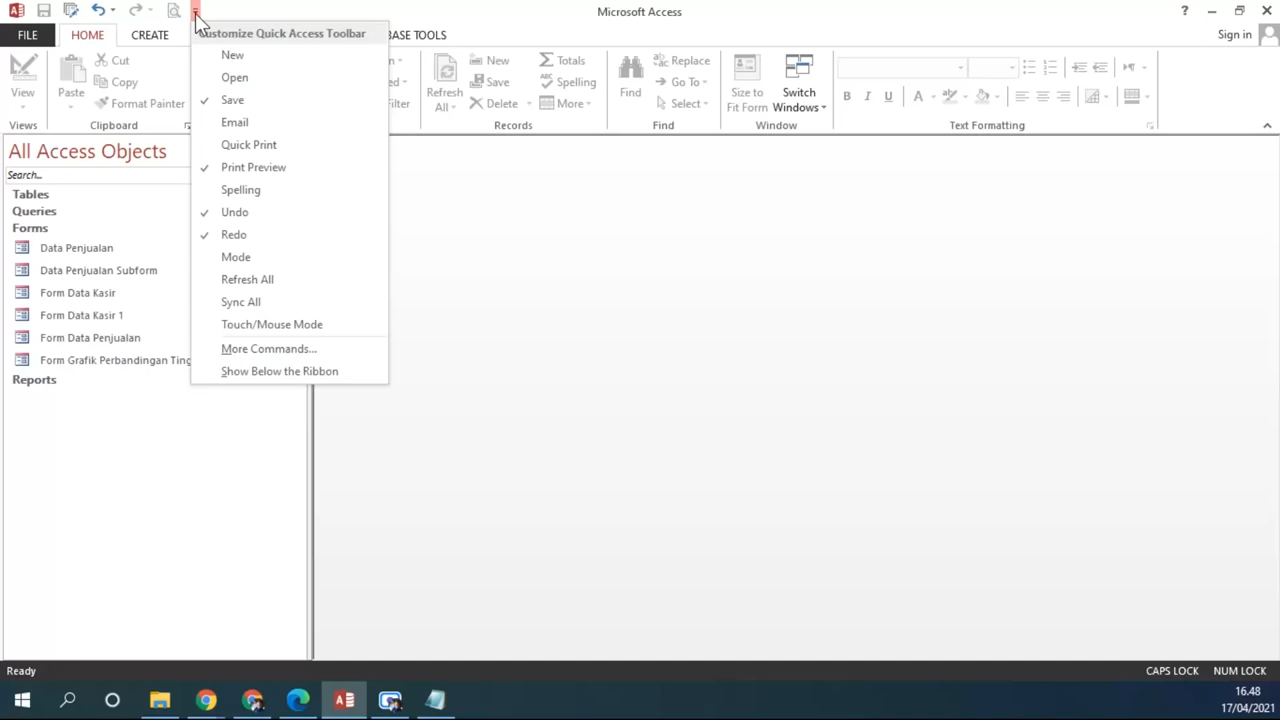 Microsoft Access
?
FILE HOME CREATE BASE TOOLS
Sign in
Customize Quick Access Toolbar
New
Open
Save
Email
Quick Print
Print Preview
Spelling
Undo
Redo
Mode
Refresh All
Sync All
Touch/Mouse Mode
More Commands...
Show Below the Ribbon
View
Views
Paste
Cut
Copy
Format Painter
Clipboard
Filter
Refresh
All
New
Save
Delete
Totals
Spelling
More
Records
Find
Replace
Go To
Select
Find
Size to
Fit Form
Switch
Windows
Window
B I U A
Text Formatting
All Access Objects
Search...
Tables
Queries
Forms
Data Penjualan
Data Penjualan Subform
Form Data Kasir
Form Data Kasir 1
Form Data Penjualan
Form Grafik Perbandingan Ting
Reports
Ready
CAPS LOCK NUM LOCK
16.48
17/04/2021